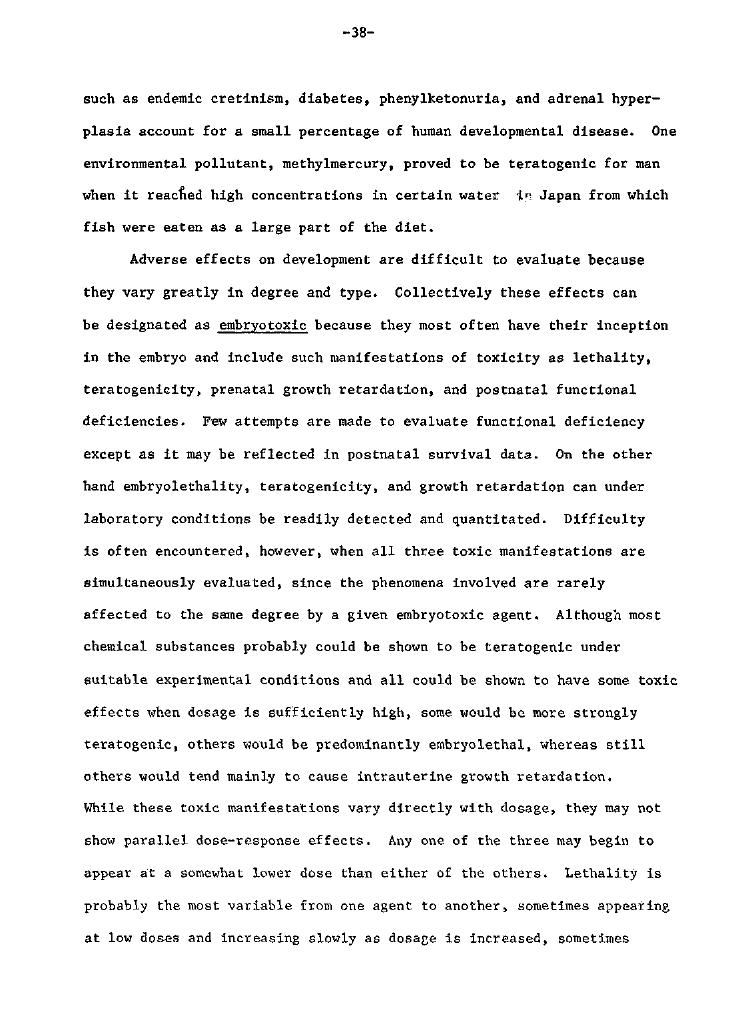 -38-
such as endemic cretinism, diabetes, phenylketonuria, and adrenal hyper-
plasia account for a small percentage of human developmental disease. One
environmental pollutant, methylmercury, proved to be teratogenic for man
when it reached high concentrations in certain water in Japan from which
fish were eaten as a large part of the diet.
Adverse effects on development are difficult to evaluate because
they vary greatly in degree and type. Collectively these effects can
be designated as embryotoxic because they most often have their inception
in the embryo and include such manifestations of toxicity as lethality,
teratogenicity, prenatal growth retardation, and postnatal functional
deficiencies. Few attempts are made to evaluate functional deficiency
except as it may be reflected in postnatal survival data. On the other
hand embryolethality, teratogenicity, and growth retardation can under
laboratory conditions be readily detected and quantitated. Difficulty
is often encountered, however, when all three toxic manifestations are
simultaneously evaluated, since the phenomena involved are rarely
affected to the same degree by a given embryotoxic agent. Although most
chemical substances probably could be shown to be teratogenic under
suitable experimental conditions and all could be shown to have some toxic
effects when dosage is sufficiently high, some would be more strongly
teratogenic, others would be predominantly embryolethal, whereas still
others would tend mainly to cause intrauterine growth retardation.
While these toxic manifestations vary directly with dosage, they may not
show parallel dose-response effects. Any one of the three may begin to
appear at a somewhat lower dose than either of the others. Lethality is
probably the most variable from one agent to another, sometimes appearing
at low doses and increasing slowly as dosage is increased, sometimes